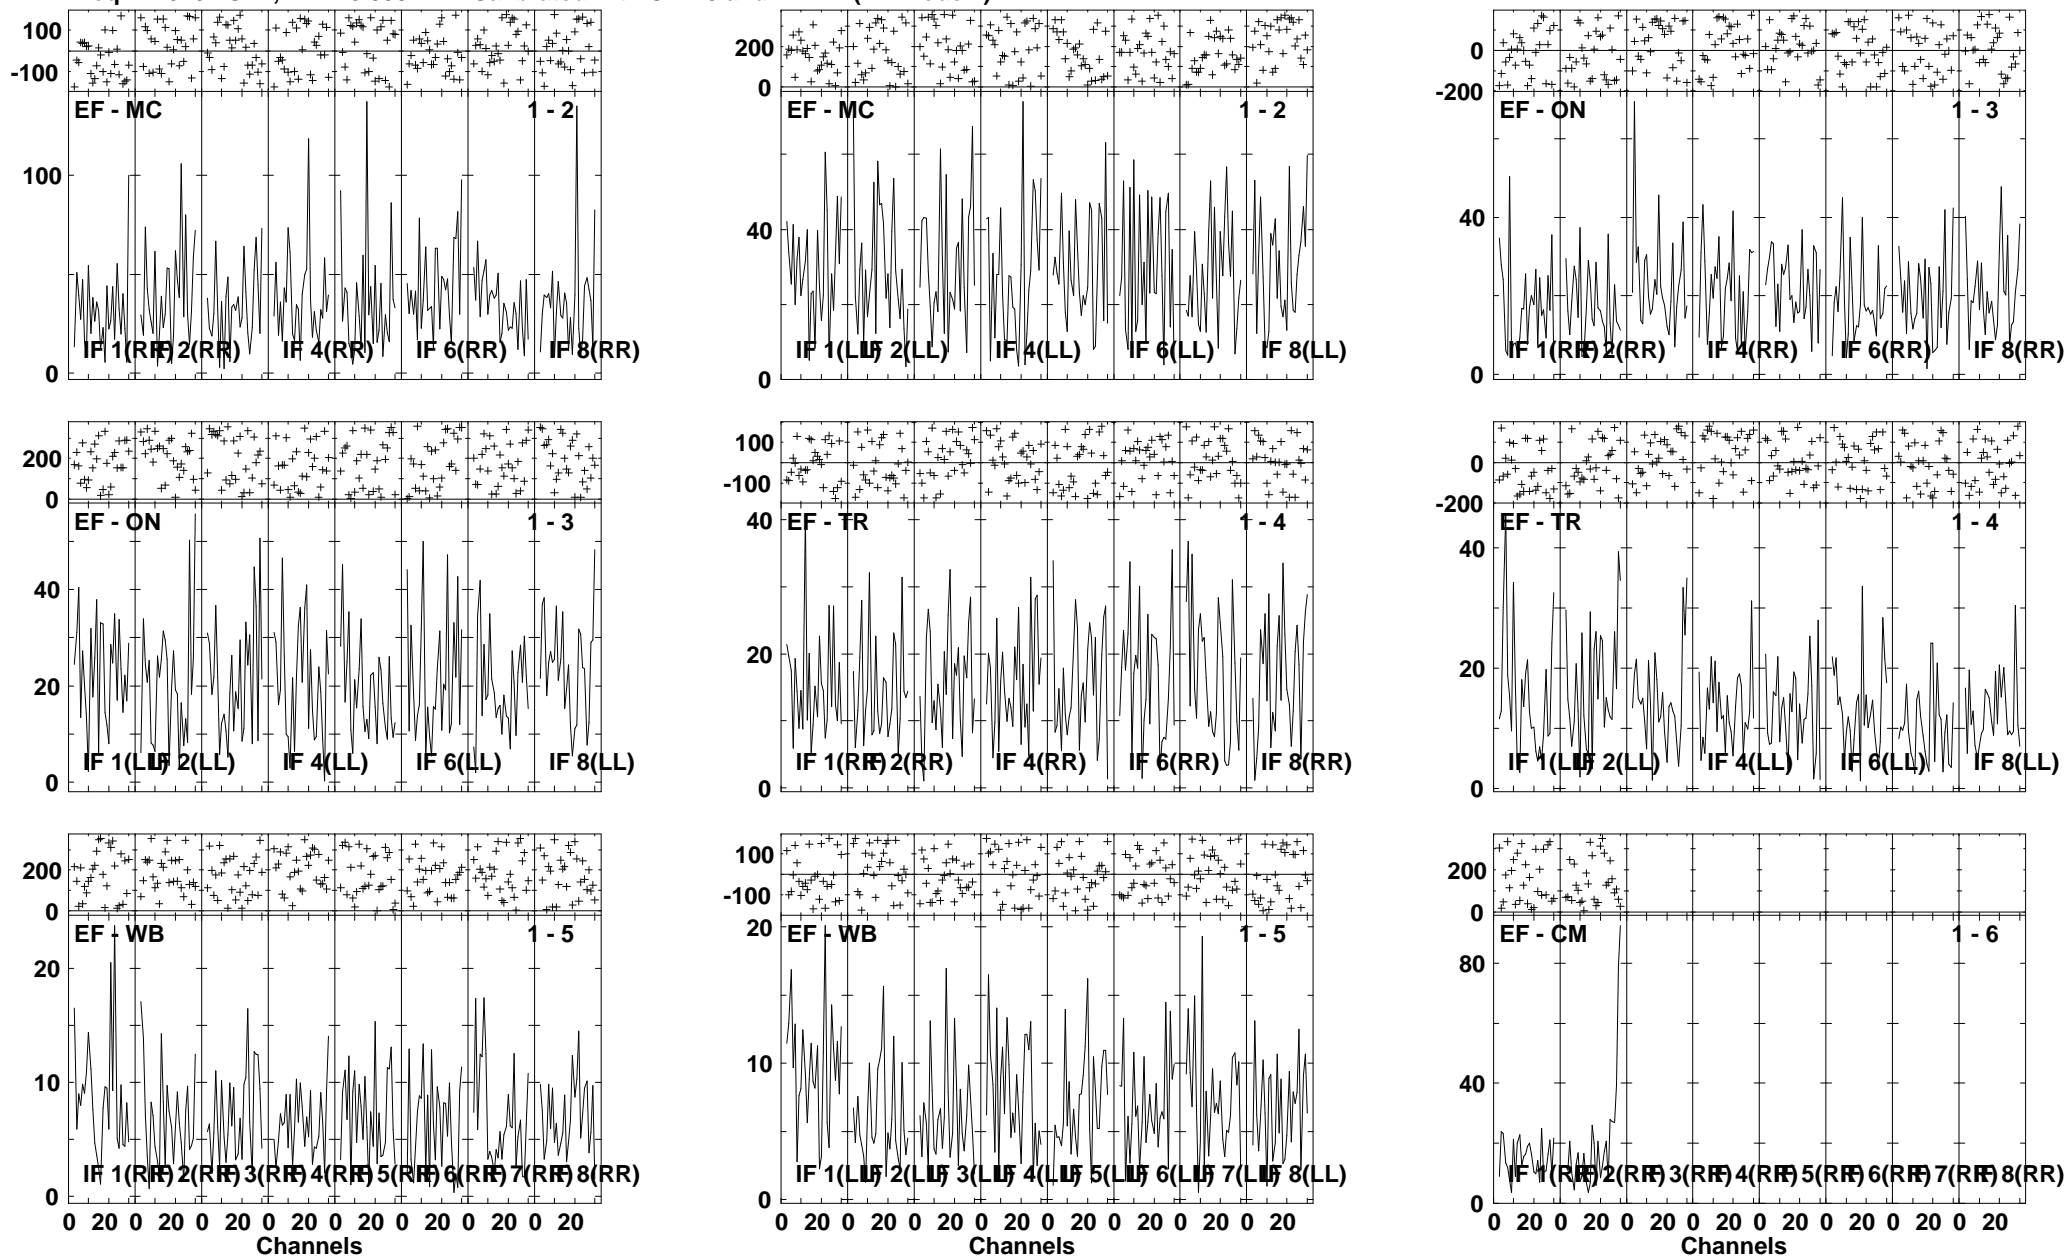 100
-100
EF - MC 1 - 2
100
0
IF 1(RR) IF 2(RR) IF 4(RR) IF 6(RR) IF 8(RR)
200
0
EF - MC 1 - 2
40
0
IF 1(LL) IF 2(LL) IF 4(LL) IF 6(LL) IF 8(LL)
0
-200
EF - ON 1 - 3
40
0
IF 1(RR) IF 2(RR) IF 4(RR) IF 6(RR) IF 8(RR)
200
0
EF - ON 1 - 3
40
20
0
IF 1(LL) IF 2(LL) IF 4(LL) IF 6(LL) IF 8(LL)
100
-100
EF - TR 1 - 4
40
20
0
IF 1(RR) IF 2(RR) IF 4(RR) IF 6(RR) IF 8(RR)
0
-200
EF - TR 1 - 4
40
20
0
IF 1(LL) IF 2(LL) IF 4(LL) IF 6(LL) IF 8(LL)
200
0
EF - WB 1 - 5
20
10
0
IF 1(RR) IF 2(RR) IF 3(RR) IF 4(RR) IF 5(RR) IF 6(RR) IF 7(RR) IF 8(RR)
0 20 0 20 0 20 0 20 0 20 0 20 0 20 0 20
Channels
100
-100
EF - WB 1 - 5
20
10
0
IF 1(LL) IF 2(LL) IF 3(LL) IF 4(LL) IF 5(LL) IF 6(LL) IF 7(LL) IF 8(LL)
0 20 0 20 0 20 0 20 0 20 0 20 0 20 0 20
Channels
200
0
EF - CM 1 - 6
80
40
0
IF 1(RR) IF 2(RR) IF 3(RR) IF 4(RR) IF 5(RR) IF 6(RR) IF 7(RR) IF 8(RR)
0 20 0 20 0 20 0 20 0 20 0 20 0 20 0 20
Channels